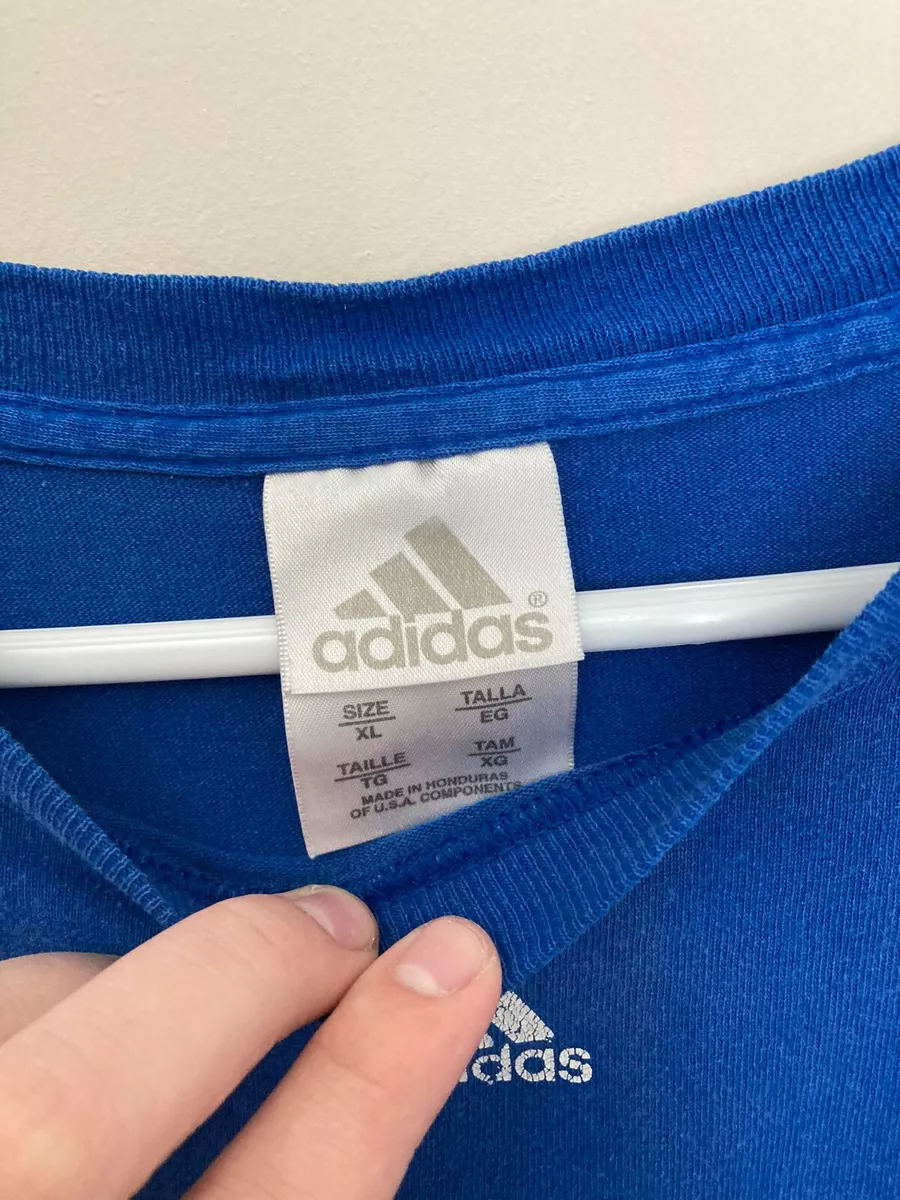 adidas®
SIZE
XL
TALLA
EG
TAILLE
TG
TAM
XG
MADE IN HONDURAS
OF U.S.A. COMPONENTS